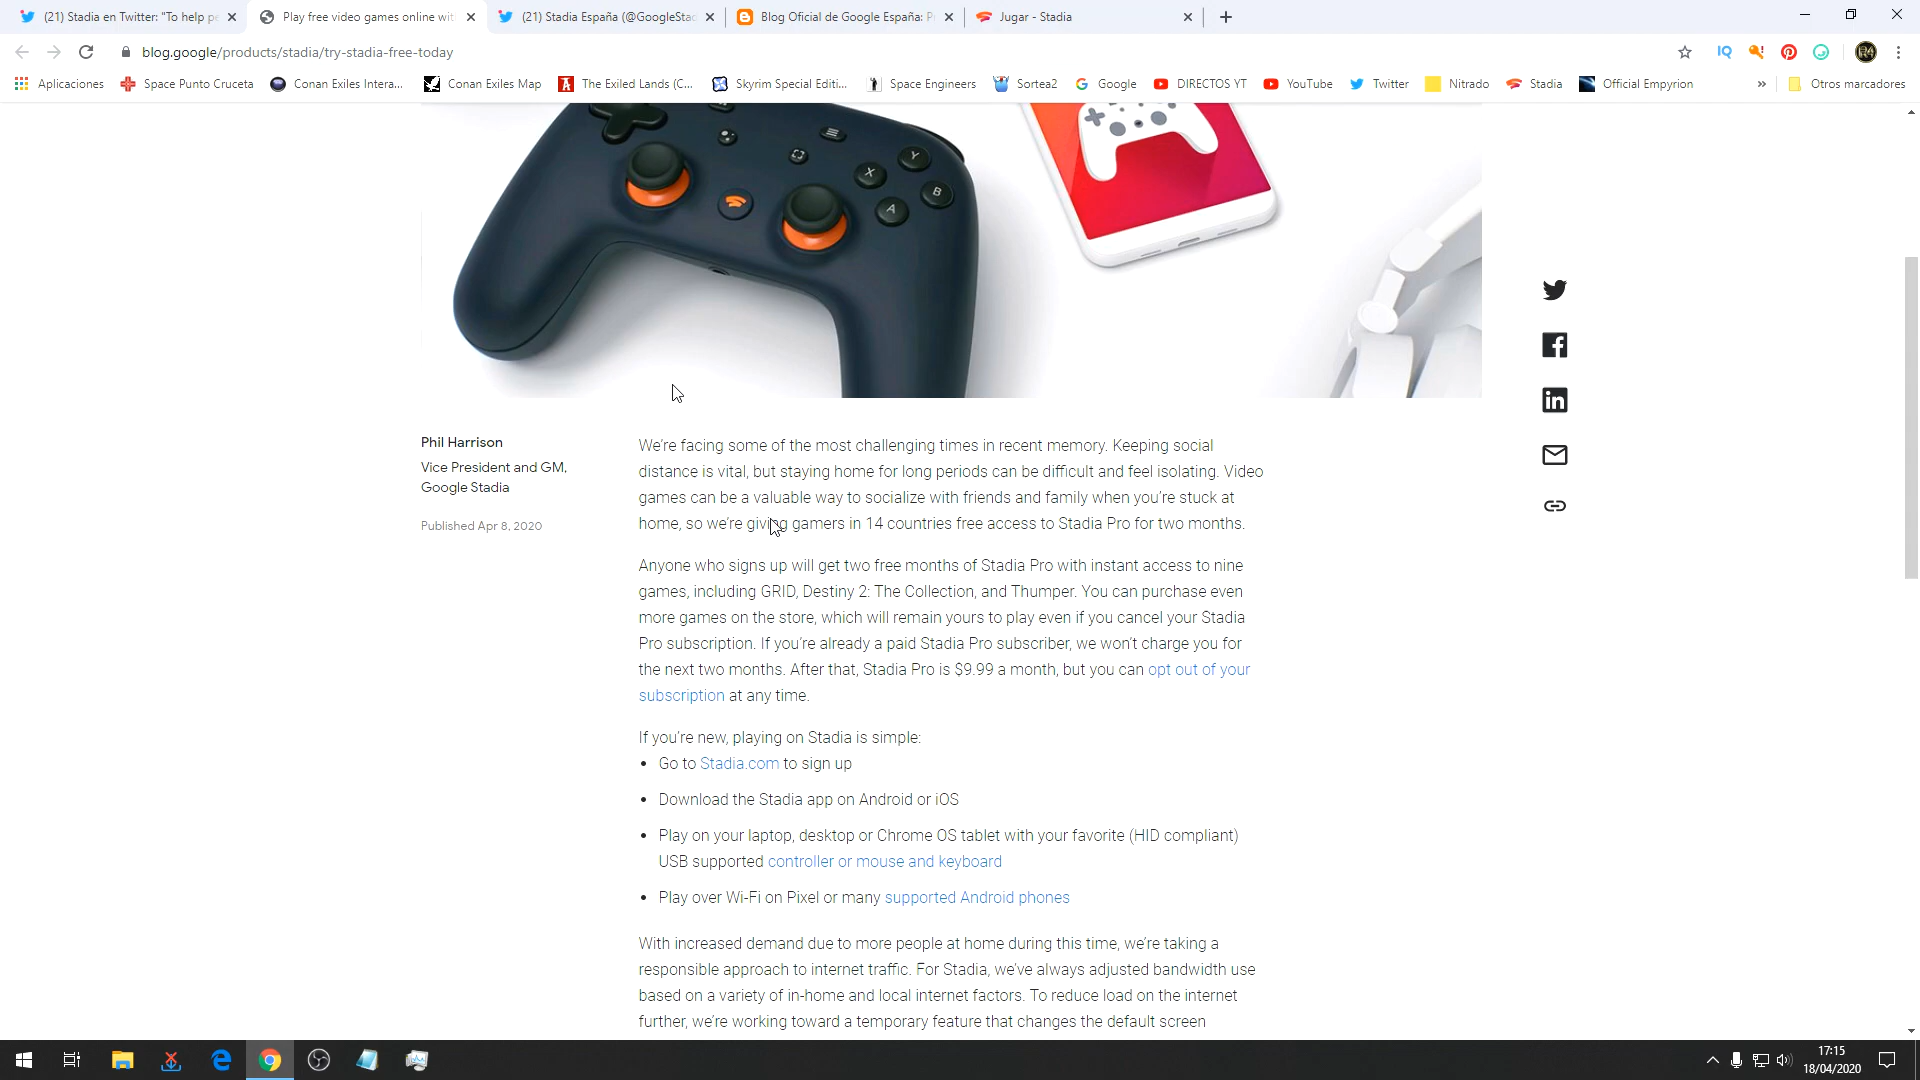 (21) Stadia en Twitter: "To help pe
Play free video games online wit
(21) Stadia España (@GoogleStad
Blog Oficial de Google España: P
Jugar - Stadia
blog.google/products/stadia/try-stadia-free-today
Aplicaciones
Space Punto Cruceta
Conan Exiles Intera...
Conan Exiles Map
The Exiled Lands (C...
Skyrim Special Editi...
Space Engineers
Sortea2
Google
DIRECTOS YT
YouTube
Twitter
Nitrado
Stadia
Official Empyrion
»
Otros marcadores
Y
X
B
A
Phil Harrison
Vice President and GM,
Google Stadia
Published Apr 8, 2020
We're facing some of the most challenging times in recent memory. Keeping social
distance is vital, but staying home for long periods can be difficult and feel isolating. Video
games can be a valuable way to socialize with friends and family when you're stuck at
home, so we're giving gamers in 14 countries free access to Stadia Pro for two months.
Anyone who signs up will get two free months of Stadia Pro with instant access to nine
games, including GRID, Destiny 2: The Collection, and Thumper. You can purchase even
more games on the store, which will remain yours to play even if you cancel your Stadia
Pro subscription. If you're already a paid Stadia Pro subscriber, we won't charge you for
the next two months. After that, Stadia Pro is $9.99 a month, but you can opt out of your
subscription at any time.
If you're new, playing on Stadia is simple:
• Go to Stadia.com to sign up
• Download the Stadia app on Android or iOS
• Play on your laptop, desktop or Chrome OS tablet with your favorite (HID compliant)
USB supported controller or mouse and keyboard
• Play over Wi-Fi on Pixel or many supported Android phones
With increased demand due to more people at home during this time, we're taking a
responsible approach to internet traffic. For Stadia, we've always adjusted bandwidth use
based on a variety of in-home and local internet factors. To reduce load on the internet
further, we're working toward a temporary feature that changes the default screen
17:15
18/04/2020